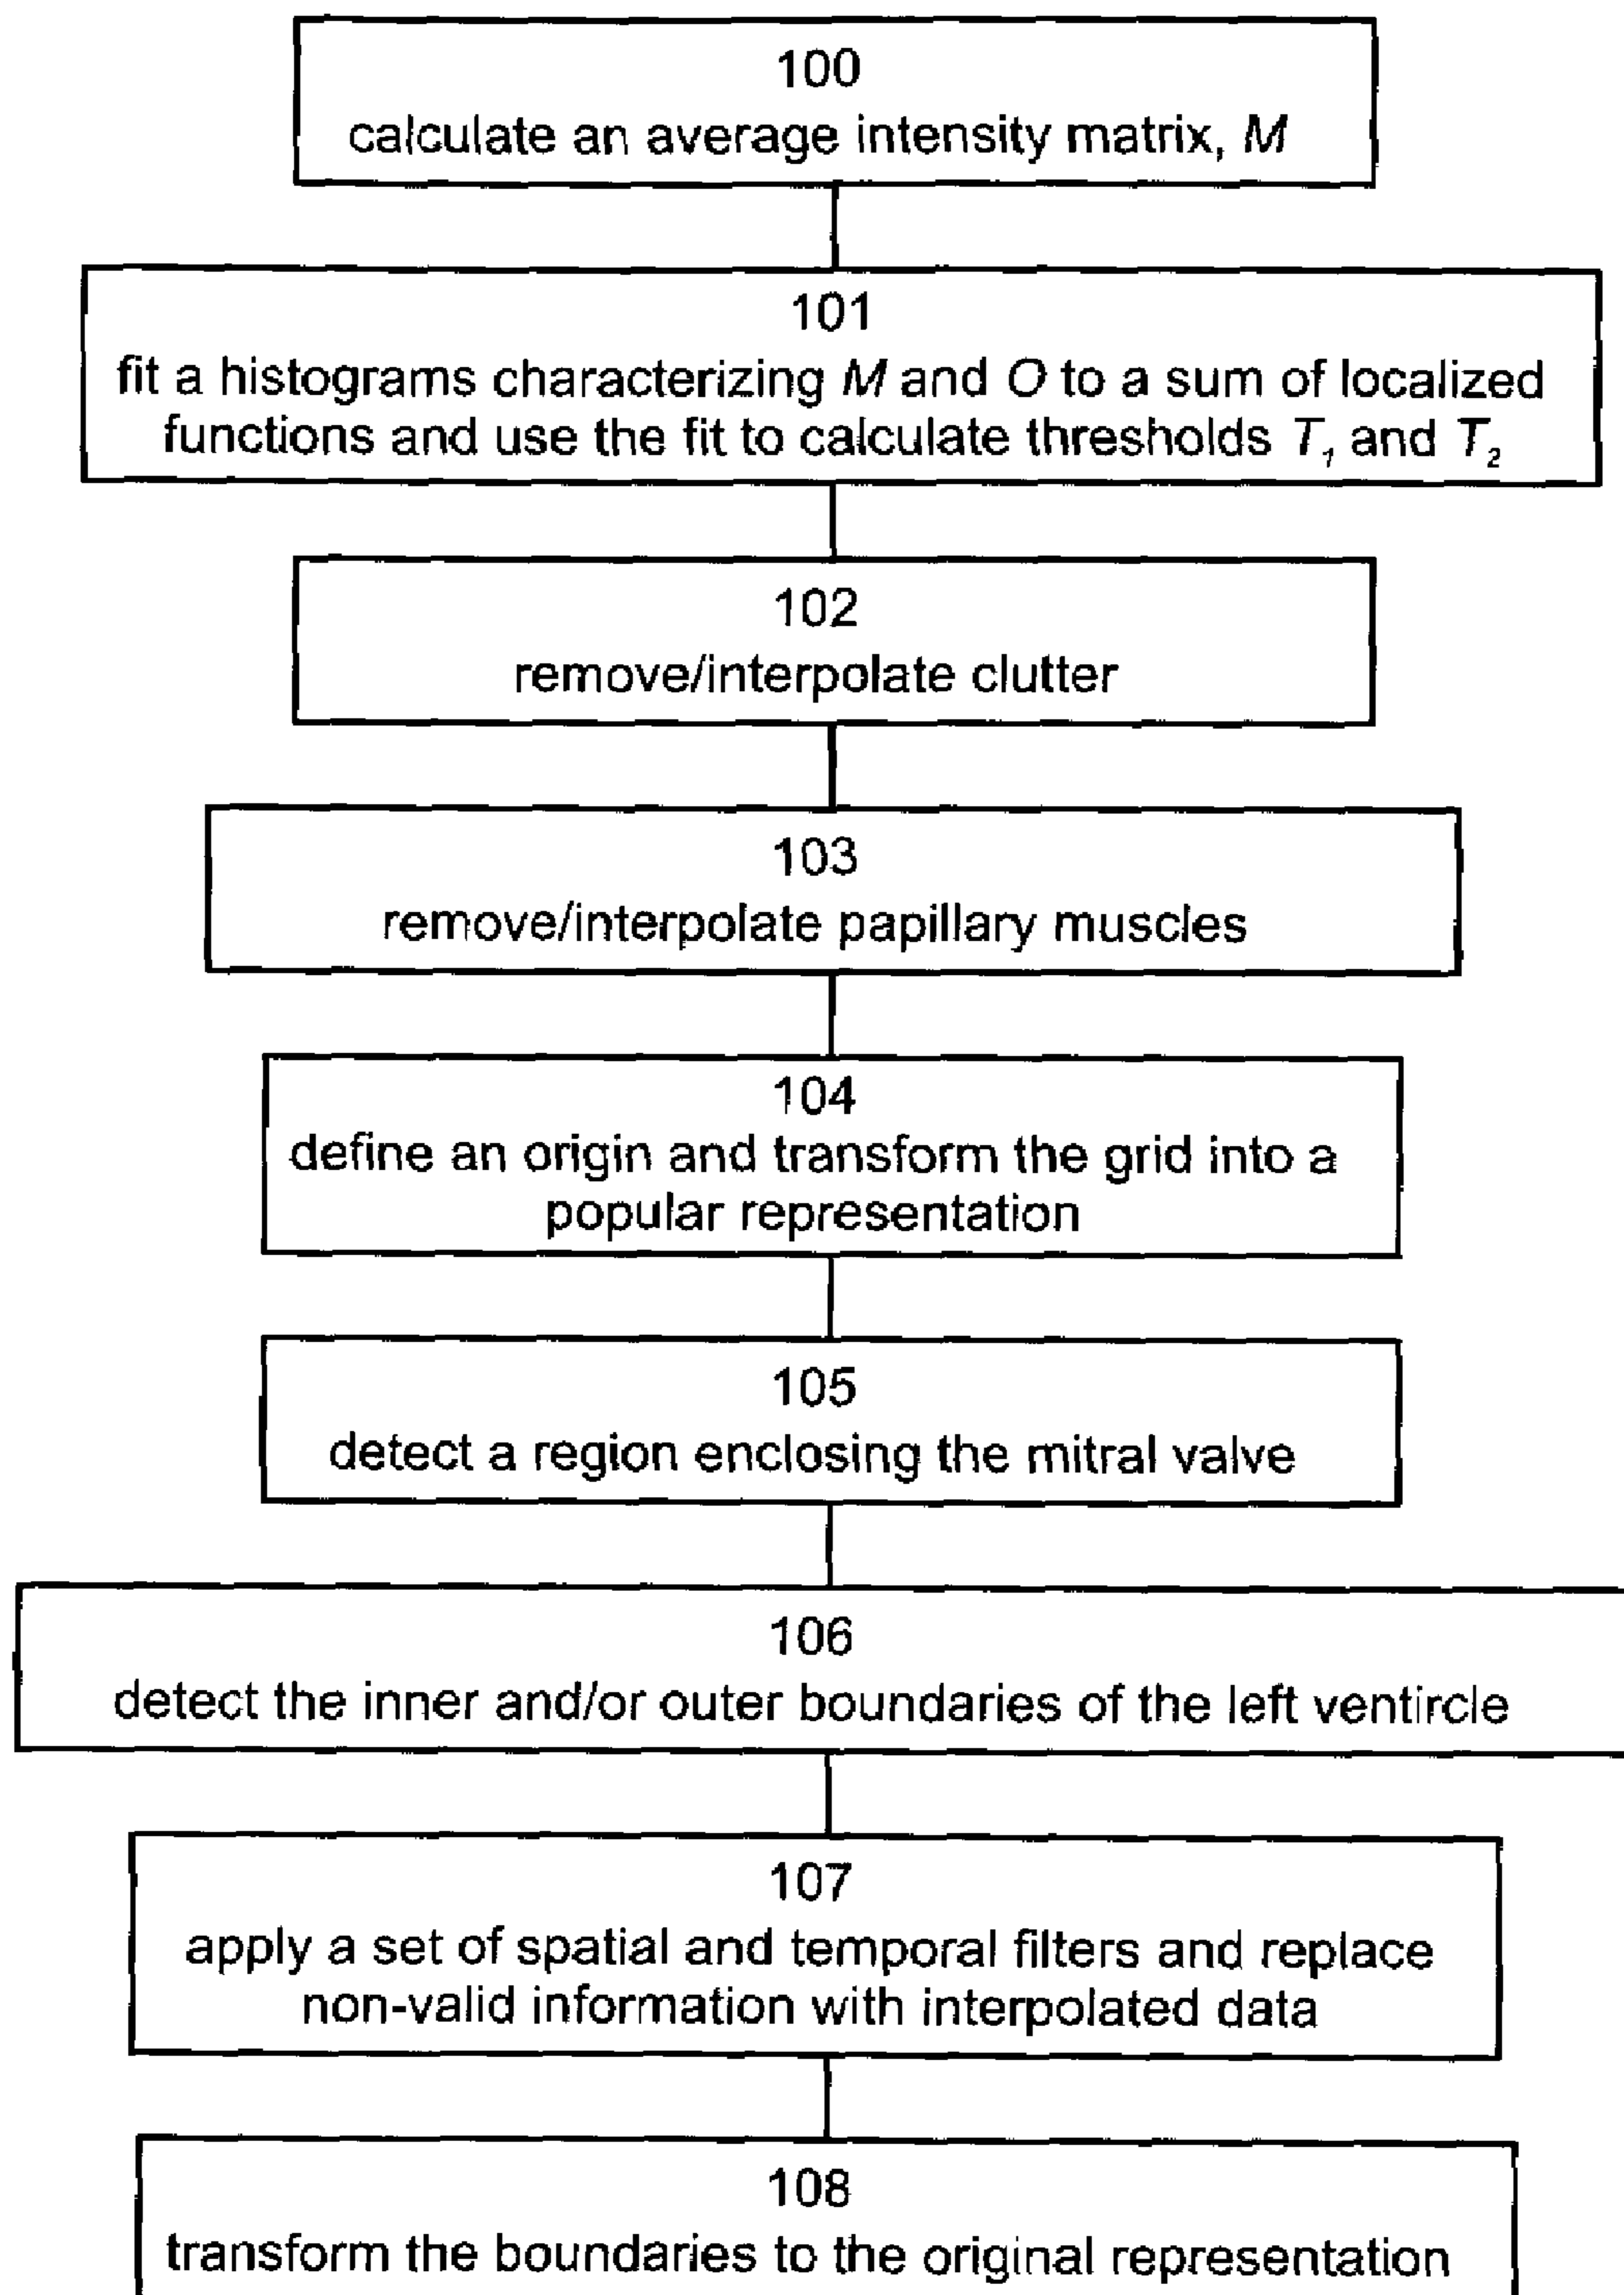 100
calculate an average intensity matrix, M
101
fit a histograms characterizing M and O to a sum of localized
functions and use the fit to calculate thresholds T₁ and T₂
102
remove/interpolate clutter
103
remove/interpolate papillary muscles
104
define an origin and transform the grid into a
popular representation
105
detect a region enclosing the mitral valve
106
detect the inner and/or outer boundaries of the left ventircle
107
apply a set of spatial and temporal filters and replace
non-valid information with interpolated data
108
transform the boundaries to the original representation